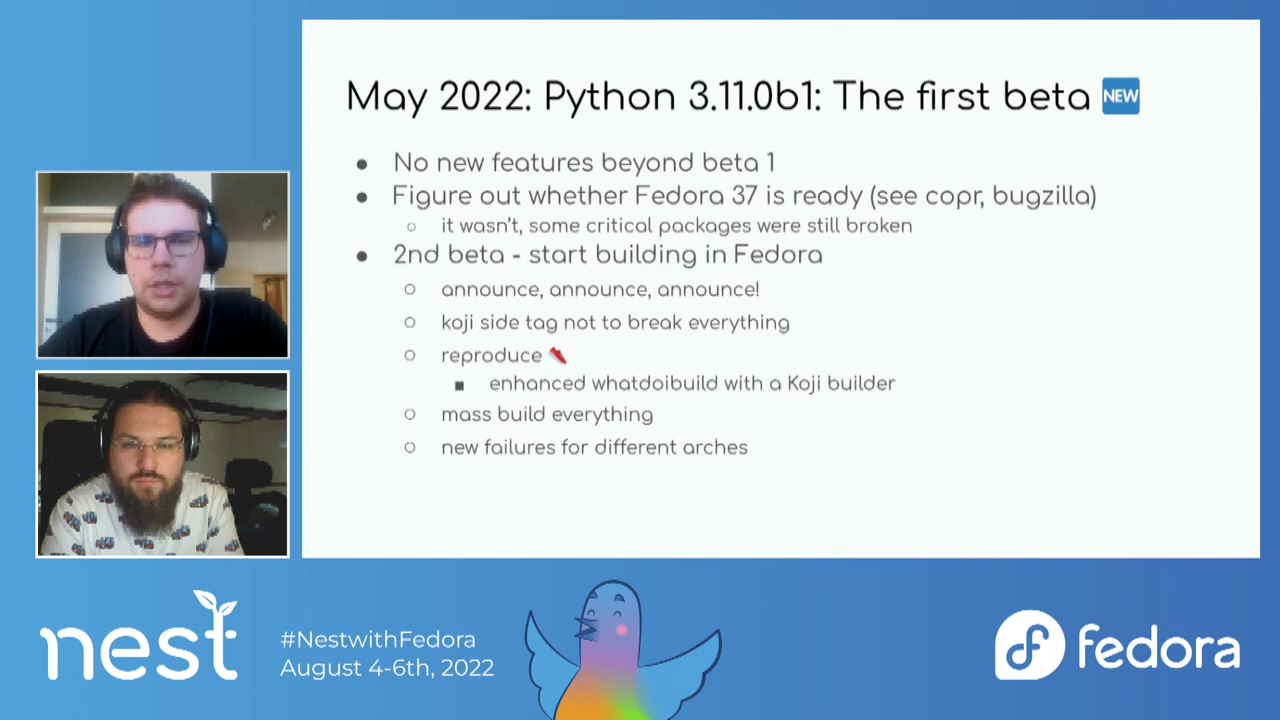 May 2022: Python 3.11.0b1: The first beta NEW
● No new features beyond beta 1
● Figure out whether Fedora 37 is ready (see copr, bugzilla)
○ it wasn't, some critical packages were still broken
● 2nd beta - start building in Fedora
○ announce, announce, announce!
○ koji side tag not to break everything
○ reproduce 👟
■ enhanced whatdoibuild with a Koji builder
○ mass build everything
○ new failures for different arches
nest
#NestwithFedora
August 4-6th, 2022
fedora